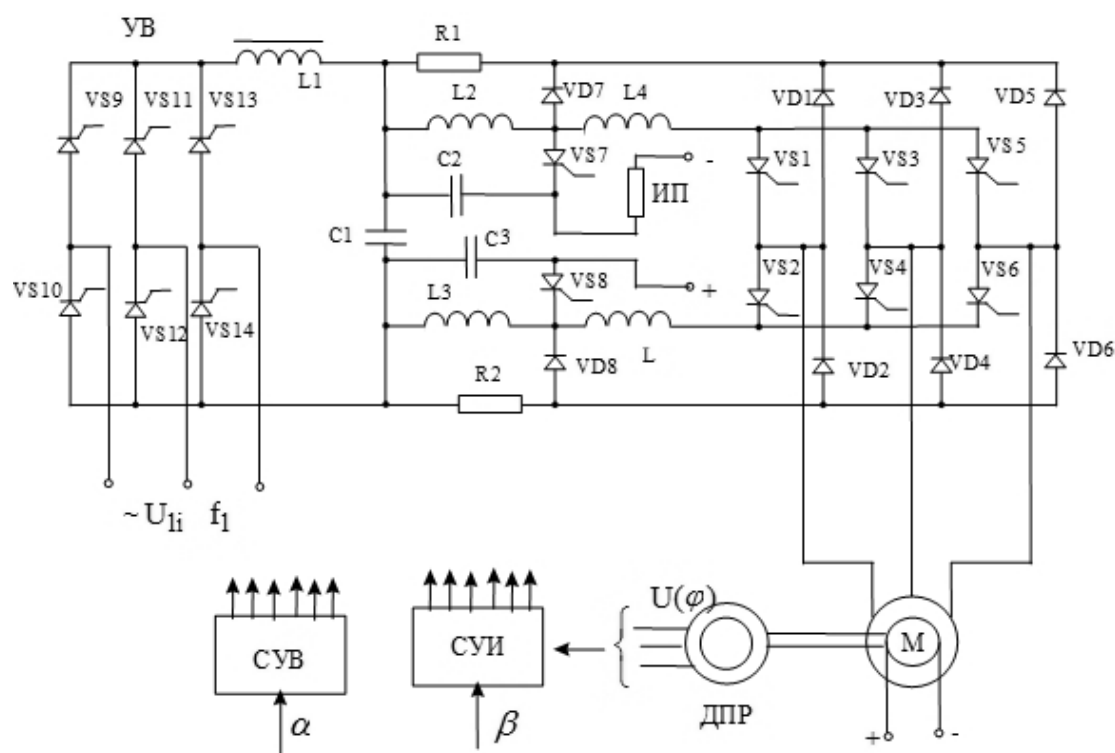 УВ
R1
L1
VS9
VS11
VS13
L2
VD7
L4
VD1
VD3
VD5
C2
VS7
-
VS1
VS3
VS5
ИП
C1
C3
VS10
VS12
VS14
L3
VS8
+
VS2
VS4
VS6
R2
VD8
L
VD2
VD4
VD6
~ U1i f1
U(φ)
СУВ
СУИ
М
ДПР
α
β
+
-